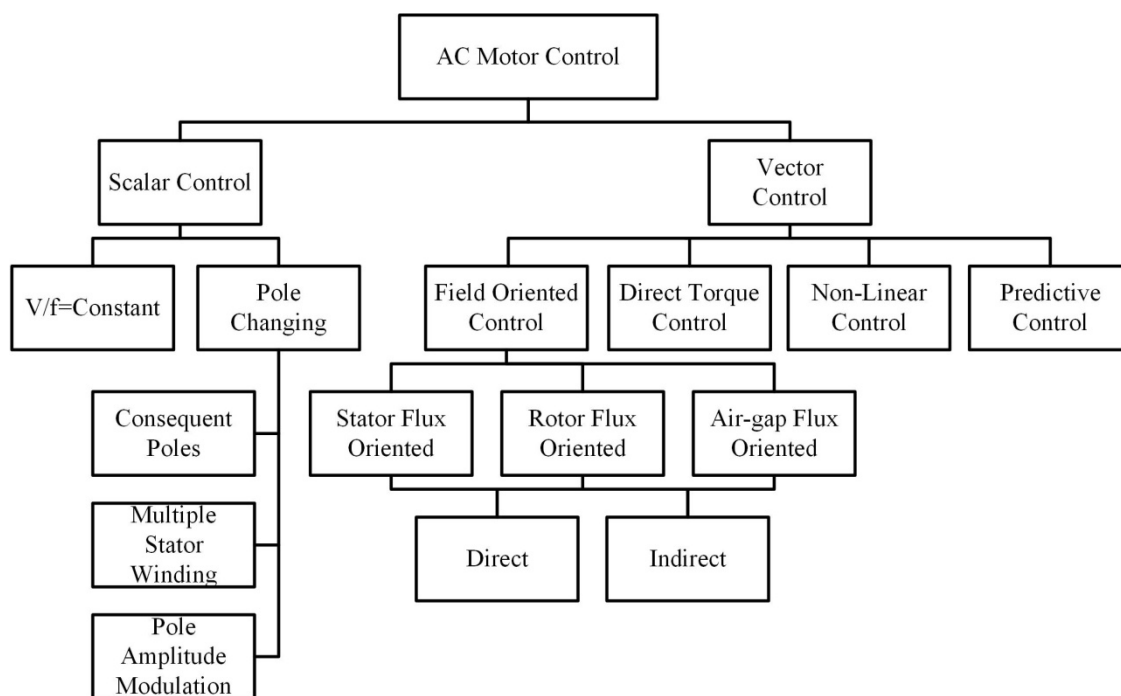 AC Motor Control
Scalar Control
Vector
Control
V/f=Constant
Pole
Changing
Field Oriented
Control
Direct Torque
Control
Non-Linear
Control
Predictive
Control
Consequent
Poles
Stator Flux
Oriented
Rotor Flux
Oriented
Air-gap Flux
Oriented
Multiple
Stator
Winding
Direct
Indirect
Pole
Amplitude
Modulation